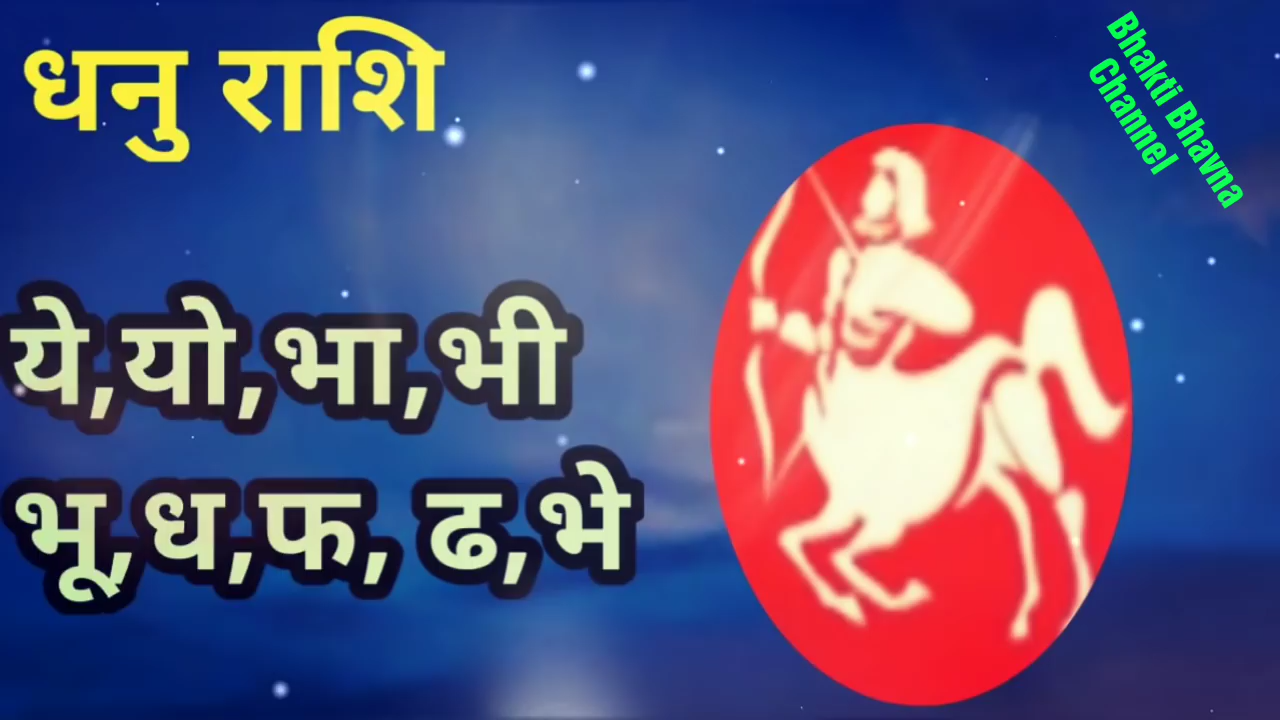 धनु राशि
ये,यो,भा,भी
भू,ध,फ, ढ,भे
Bhakti Bhavna
Channel